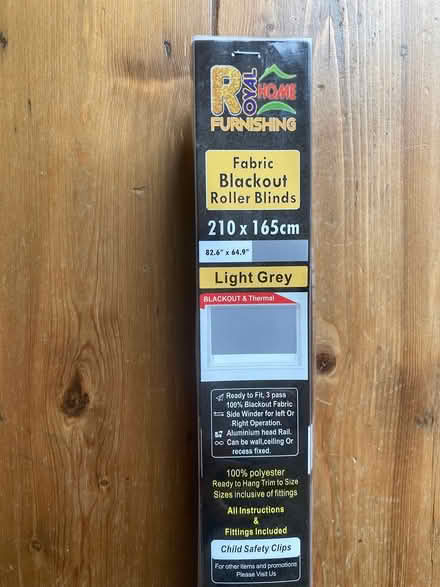 ROYAL HOME
FURNISHING
Fabric
Blackout
Roller Blinds
210 x 165cm
82.6" x 64.9"
Light Grey
BLACKOUT & Thermal
Ready to Fit, 3 pass
100% Blackout Fabric
Side Winder for left Or
Right Operation.
Aluminium head Rail.
Can be wall,ceiling Or
recess fixed.
100% polyester
Ready to Hang Trim to Size
Sizes inclusive of fittings
All Instructions
&
Fittings Included
Child Safety Clips
For other items and promotions
Please Visit Us